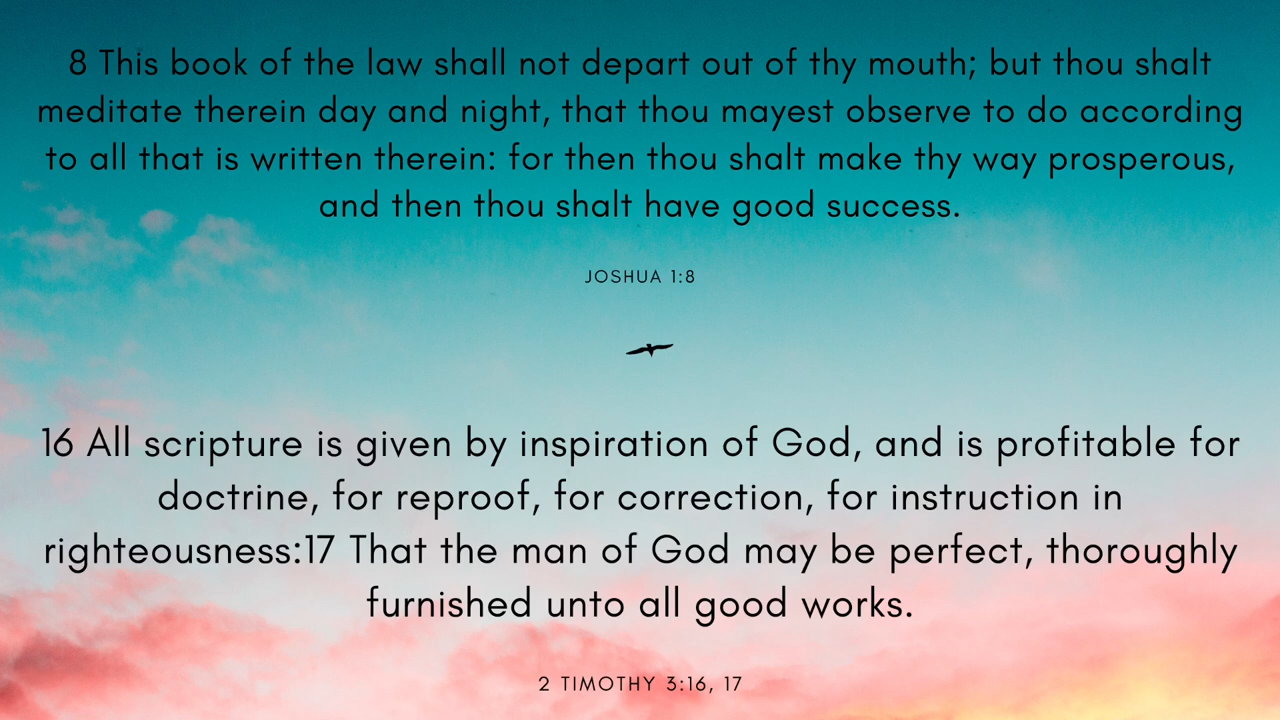 8 This book of the law shall not depart out of thy mouth; but thou shalt
meditate therein day and night, that thou mayest observe to do according
to all that is written therein: for then thou shalt make thy way prosperous,
and then thou shalt have good success.
JOSHUA 1:8
16 All scripture is given by inspiration of God, and is profitable for
doctrine, for reproof, for correction, for instruction in
righteousness:17 That the man of God may be perfect, thoroughly
furnished unto all good works.
2 TIMOTHY 3:16, 17